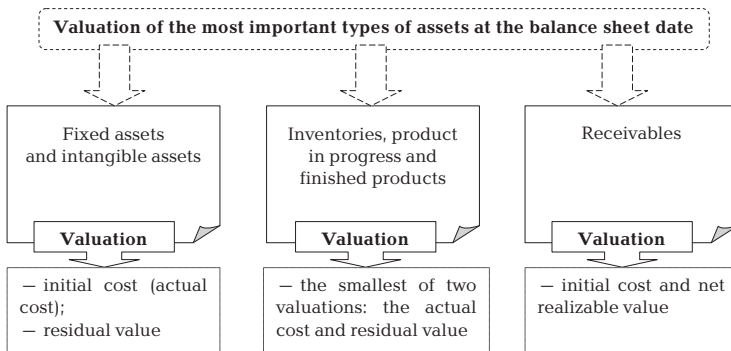 Valuation of the most important types of assets at the balance sheet date
Fixed assets
and intangible assets
Valuation
— initial cost (actual
cost);
— residual value
Inventories, product
in progress and
finished products
Valuation
— the smallest of two
valuations: the actual
cost and residual value
Receivables
Valuation
— initial cost and net
realizable value